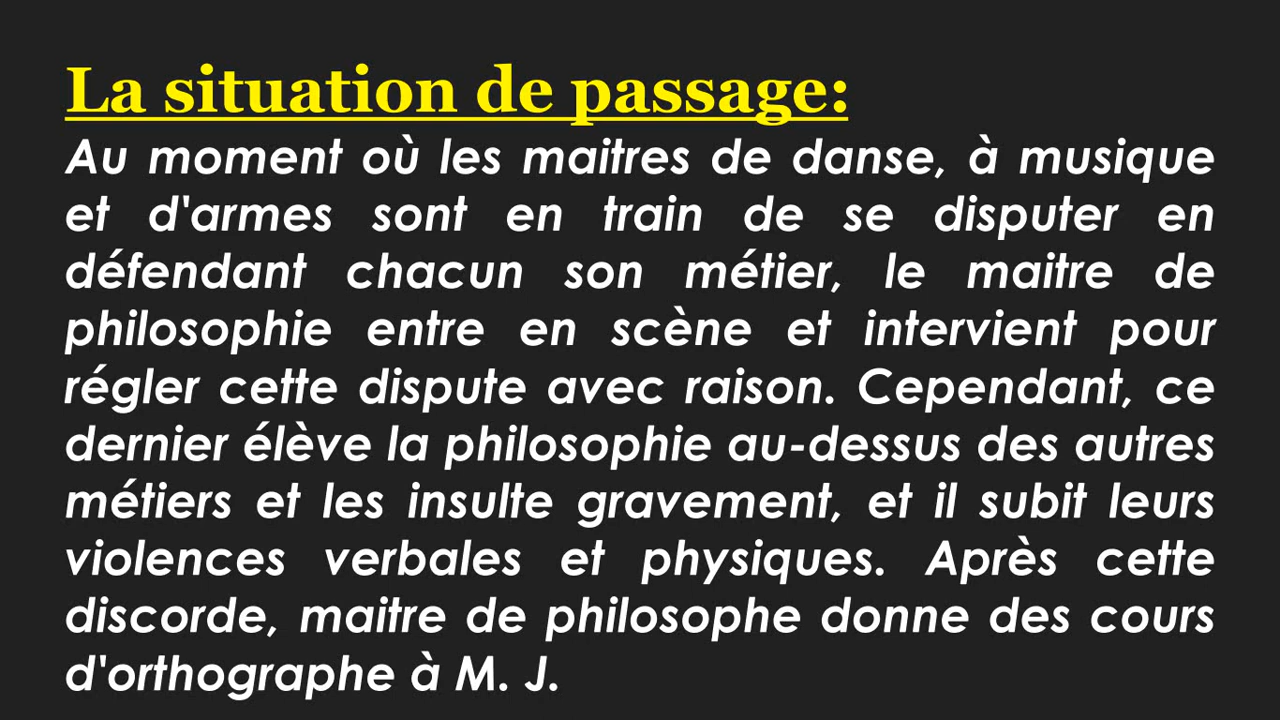 La situation de passage:
Au moment où les maitres de danse, à musique
et d'armes sont en train de se disputer en
défendant chacun son métier, le maitre de
philosophie entre en scène et intervient pour
régler cette dispute avec raison. Cependant, ce
dernier élève la philosophie au-dessus des autres
métiers et les insulte gravement, et il subit leurs
violences verbales et physiques. Après cette
discorde, maitre de philosophe donne des cours
d'orthographe à M. J.